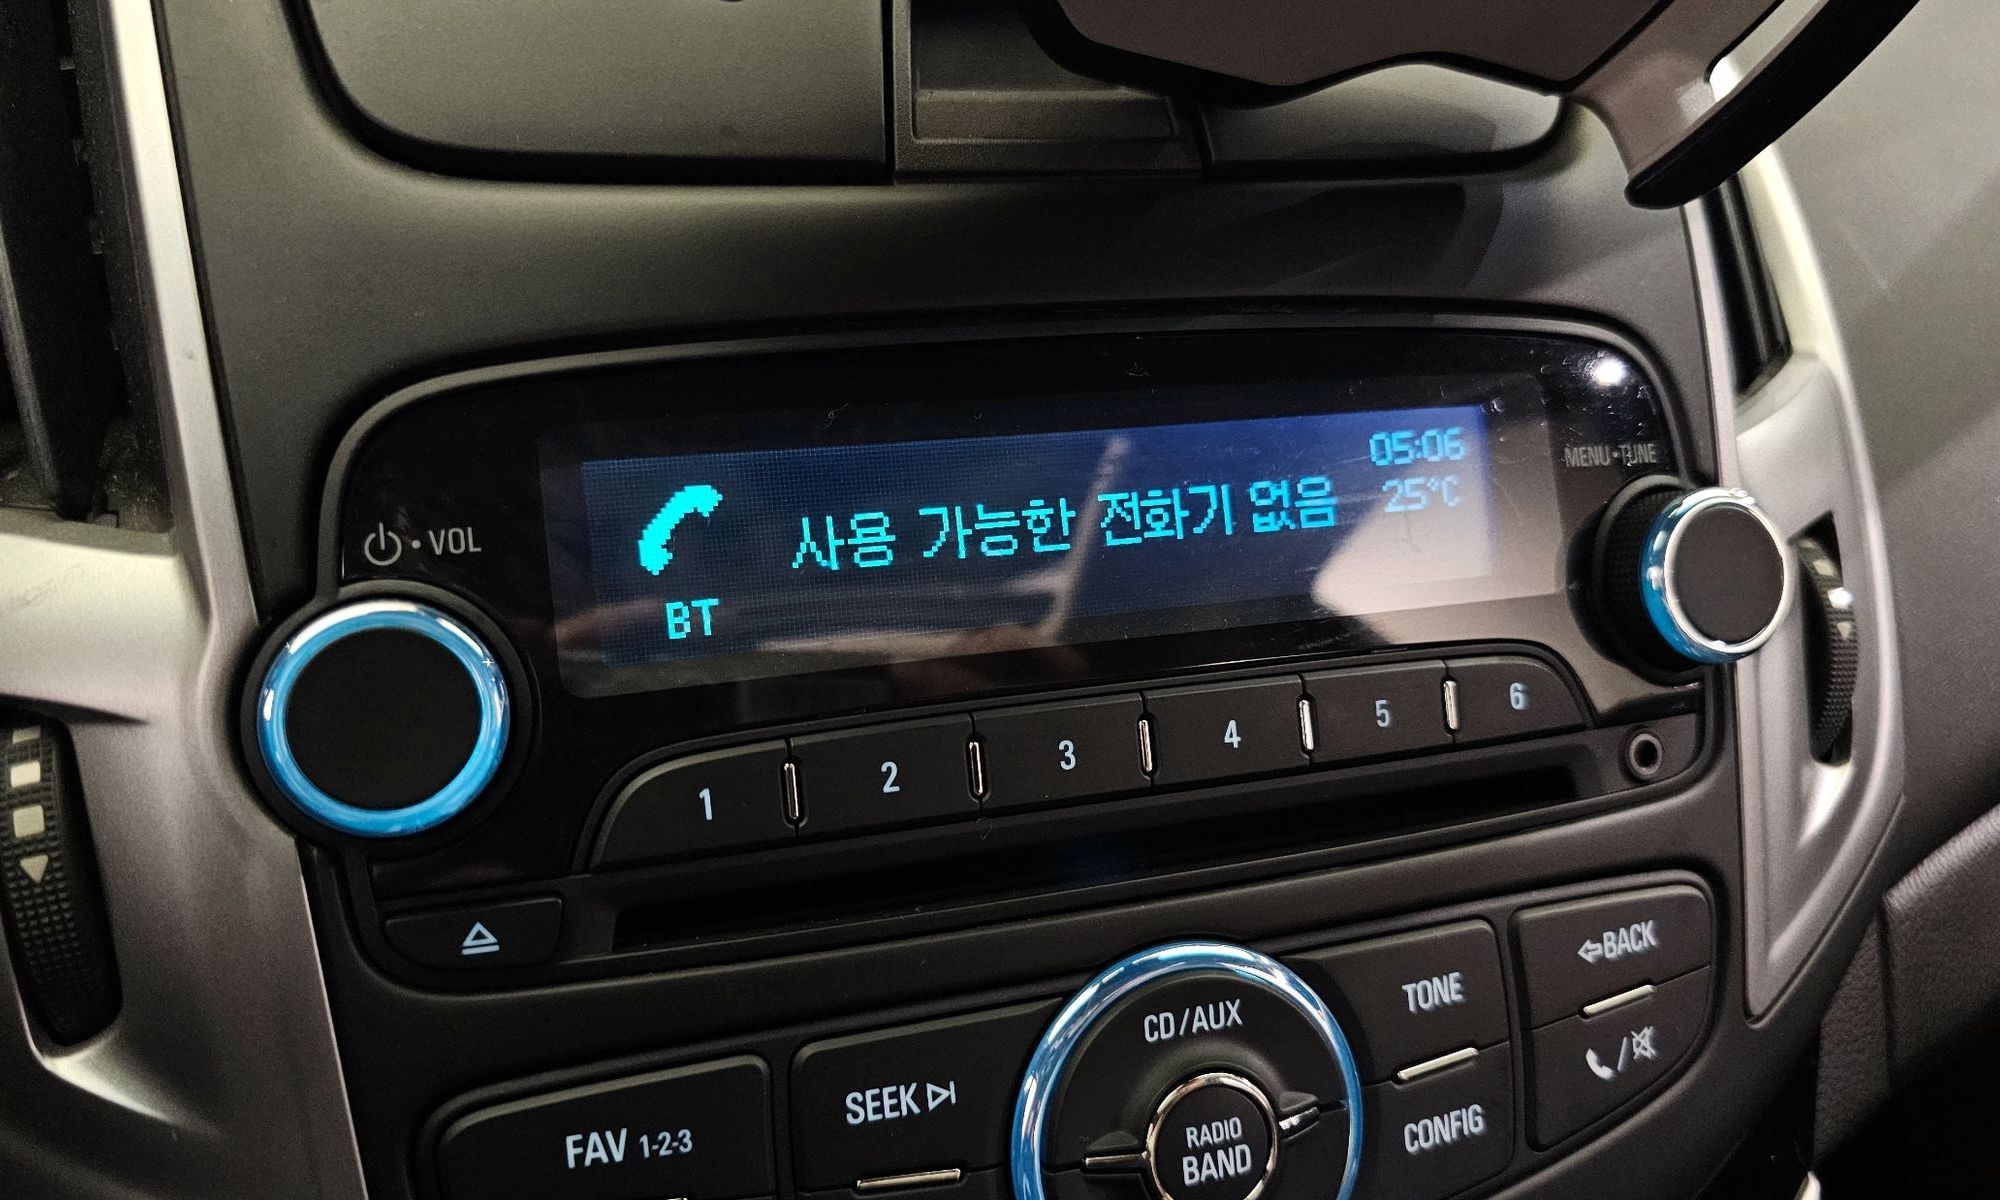 05:06
사용 가능한 전화기 없음 25°C
BT
VOL
MENU•TUNE
1 2 3 4 5 6
BACK
TONE
CD/AUX
SEEK
FAV 1-2-3
CONFIG
RADIO
BAND